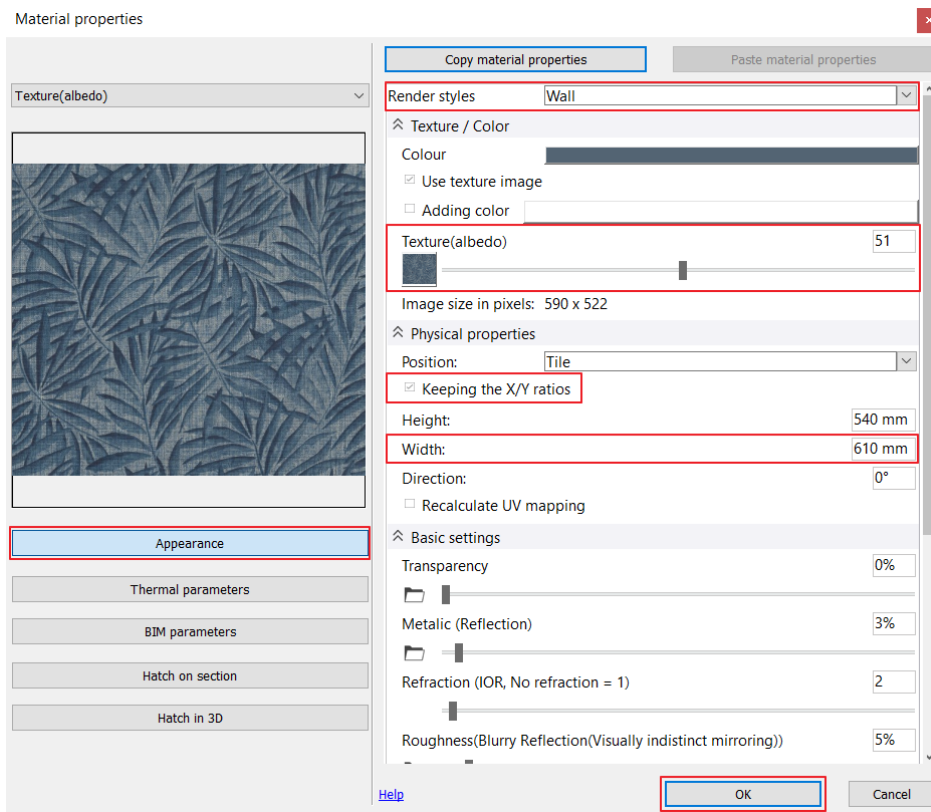 Material properties
Copy material properties
Paste material properties
Texture(albedo)
Render styles
Wall
Texture / Color
Colour
Use texture image
Adding color
Texture(albedo)
51
Image size in pixels: 590 x 522
Physical properties
Position:
Tile
Keeping the X/Y ratios
Height:
540 mm
Width:
610 mm
Direction:
0°
Recalculate UV mapping
Basic settings
Transparency
0%
Metalic (Reflection)
3%
Refraction (IOR, No refraction = 1)
2
Roughness(Blurry Reflection(Visually indistinct mirroring))
5%
Appearance
Thermal parameters
BIM parameters
Hatch on section
Hatch in 3D
Help
OK
Cancel